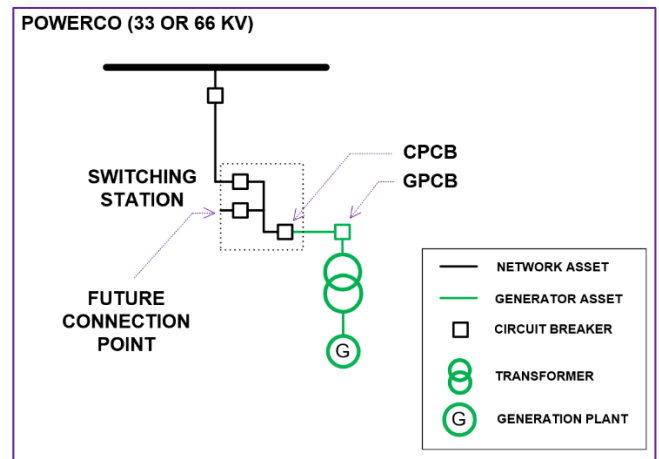 POWERCO (33 OR 66 KV)
CPCB
GPCB
SWITCHING
STATION
FUTURE
CONNECTION
POINT
G
NETWORK ASSET
GENERATOR ASSET
CIRCUIT BREAKER
TRANSFORMER
G GENERATION PLANT